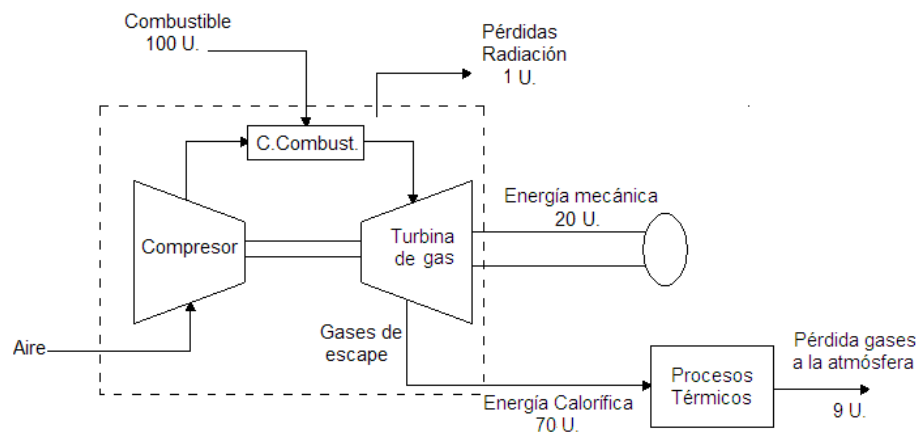 Combustible
100 U.
Pérdidas
Radiación
1 U.
C.Combust.
Compresor
Turbina
de gas
Energía mecánica
20 U.
Aire
Gases de
escape
Energía Calorífica
70 U.
Procesos
Térmicos
Pérdida gases
a la atmósfera
9 U.